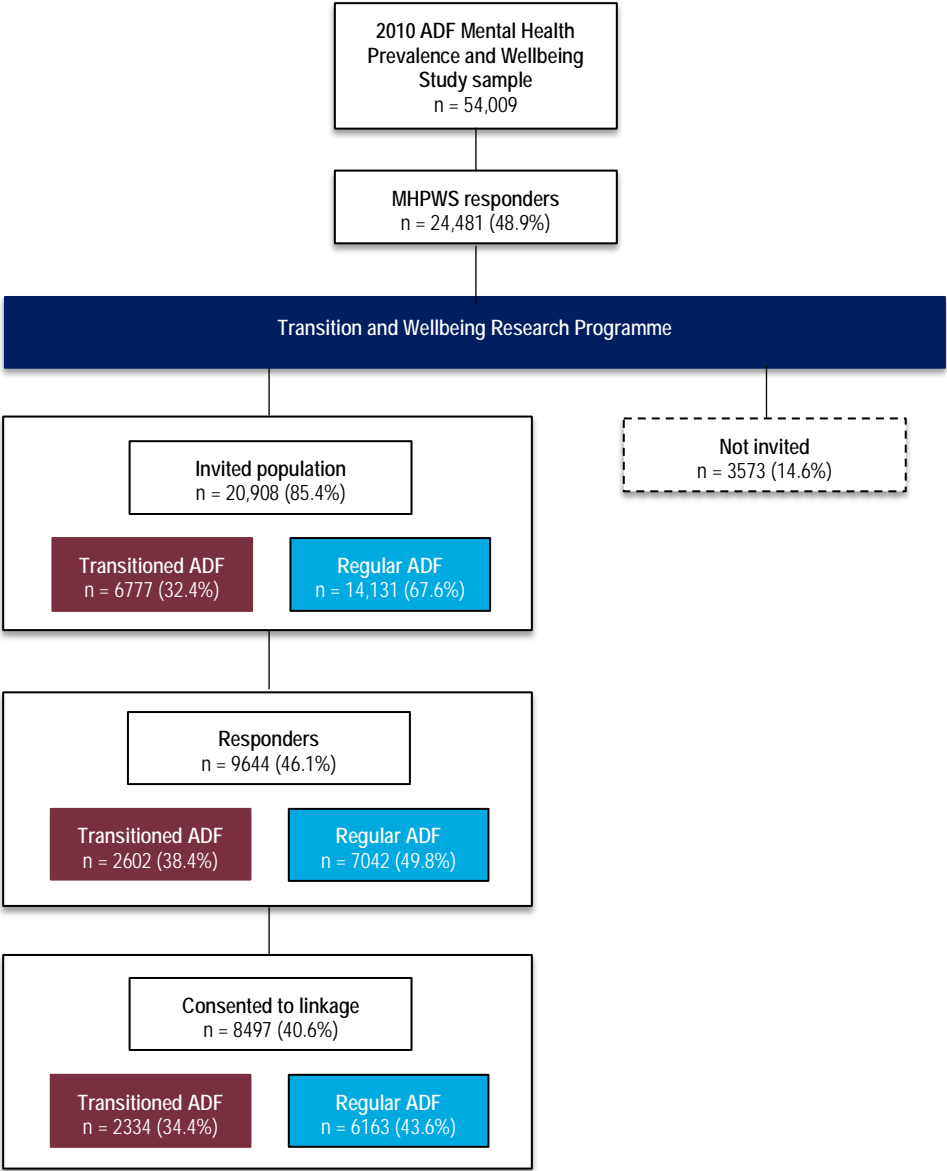 2010 ADF Mental Health
Prevalence and Wellbeing
Study sample
n = 54,009
MHPWS responders
n = 24,481 (48.9%)
Transition and Wellbeing Research Programme
Invited population
n = 20,908 (85.4%)
Not invited
n = 3573 (14.6%)
Transitioned ADF
n = 6777 (32.4%)
Regular ADF
n = 14,131 (67.6%)
Responders
n = 9644 (46.1%)
Transitioned ADF
n = 2602 (38.4%)
Regular ADF
n = 7042 (49.8%)
Consented to linkage
n = 8497 (40.6%)
Transitioned ADF
n = 2334 (34.4%)
Regular ADF
n = 6163 (43.6%)